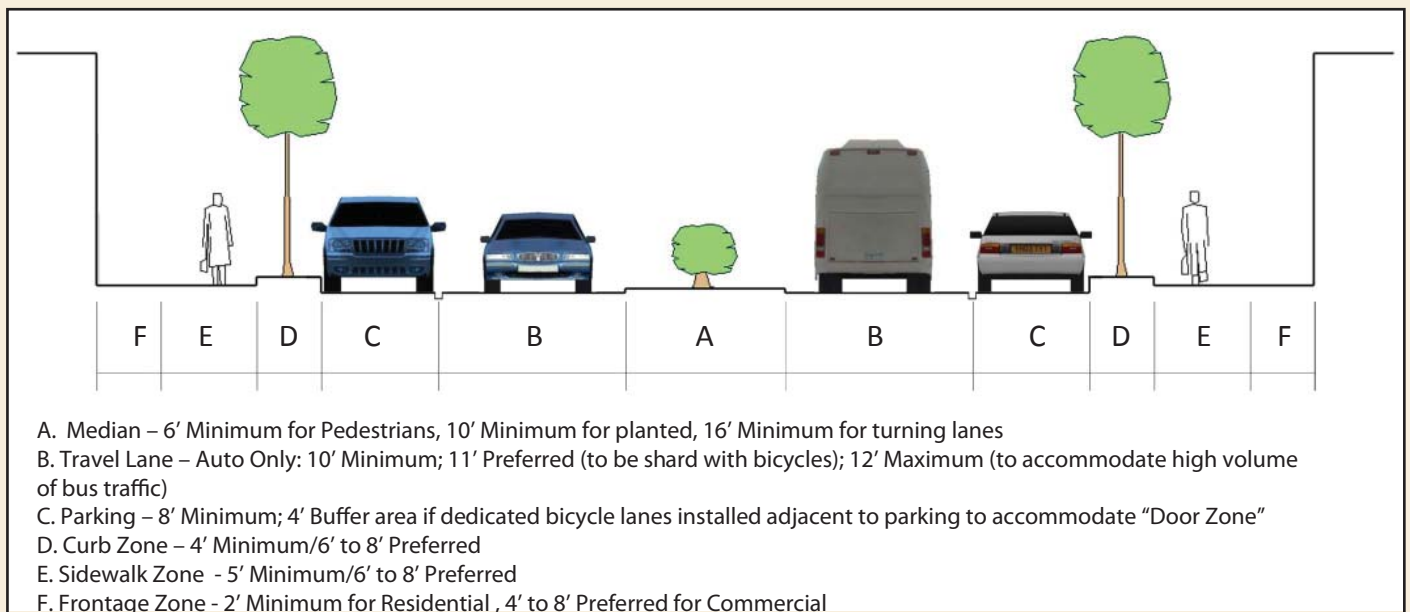 F E D C B A B C D E F
A. Median – 6’ Minimum for Pedestrians, 10’ Minimum for planted, 16’ Minimum for turning lanes
B. Travel Lane – Auto Only: 10’ Minimum; 11’ Preferred (to be shard with bicycles); 12’ Maximum (to accommodate high volume
of bus traffic)
C. Parking – 8’ Minimum; 4’ Buffer area if dedicated bicycle lanes installed adjacent to parking to accommodate “Door Zone”
D. Curb Zone – 4’ Minimum/6’ to 8’ Preferred
E. Sidewalk Zone - 5’ Minimum/6’ to 8’ Preferred
F. Frontage Zone - 2’ Minimum for Residential , 4’ to 8’ Preferred for Commercial